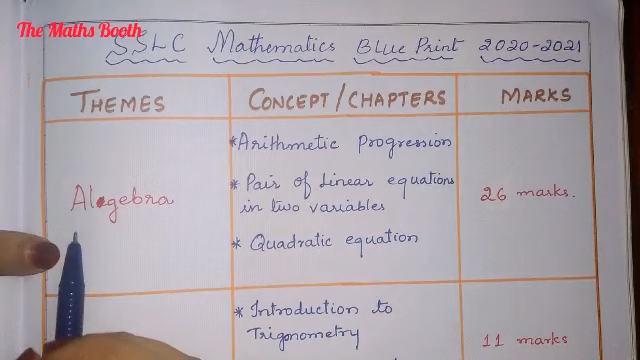 The Maths Booth
SSLC Mathematics Blue Print 2020-2021
THEMES CONCEPT/CHAPTERS MARKS
* Arithmetic progression
* Pair of linear equations
in two variables
Algebra
26 marks.
* Quadratic equation
* Introduction to
Trigonometry
11 marks